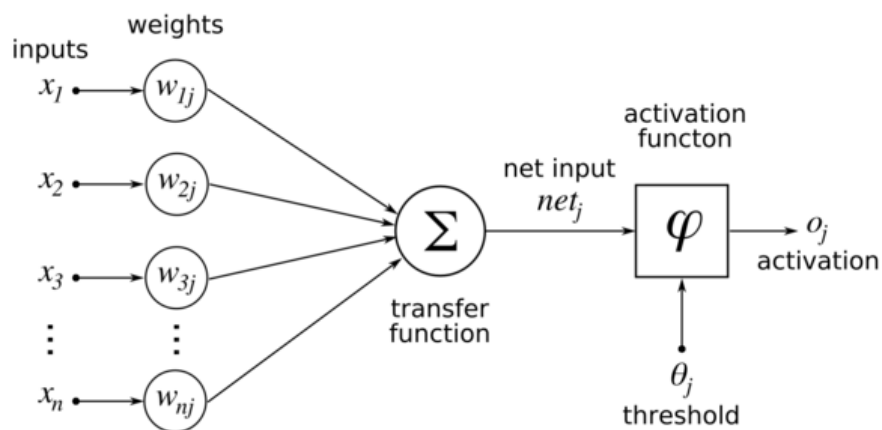 weights
inputs
x₁
w₁ⱼ
x₂
w₂ⱼ
x₃
w₃ⱼ
⋮
⋮
xₙ
wₙⱼ
Σ
transfer
function
net input
netⱼ
activation
functon
φ
oⱼ
activation
θⱼ
threshold